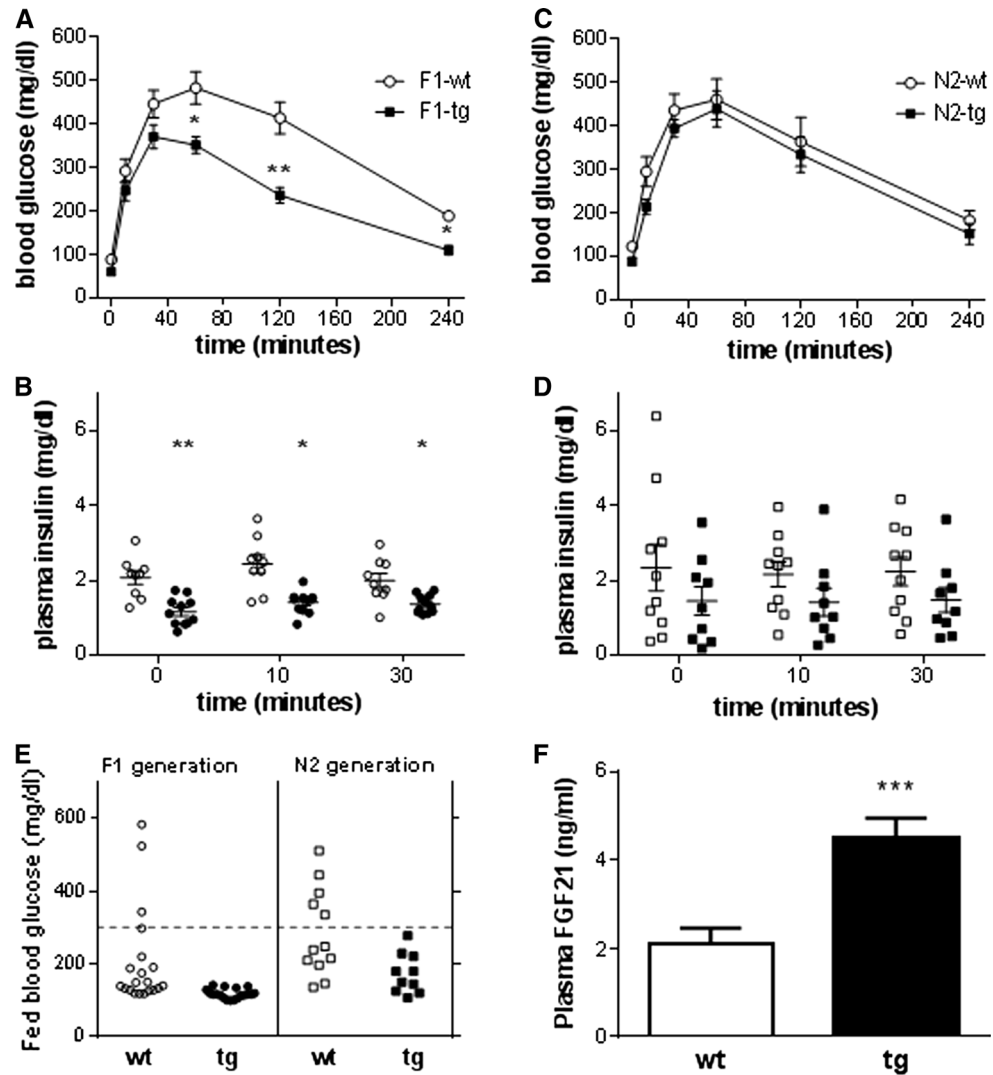 A
blood glucose (mg/dl)
600
500
400
300
200
100
0
F1-wt
F1-tg
*
**
*
0 40 80 120 160 200 240
time (minutes)
C
blood glucose (mg/dl)
600
500
400
300
200
100
0
N2-wt
N2-tg
0 40 80 120 160 200 240
time (minutes)
B
plasma insulin (mg/dl)
6
4
2
0
** * *
0 10 30
time (minutes)
D
plasma insulin (mg/dl)
6
4
2
0
0 10 30
time (minutes)
E
F1 generation N2 generation
Fed blood glucose (mg/dl)
600
400
200
0
wt tg wt tg
F
Plasma FGF21 (ng/ml)
6
4
2
0
***
wt tg